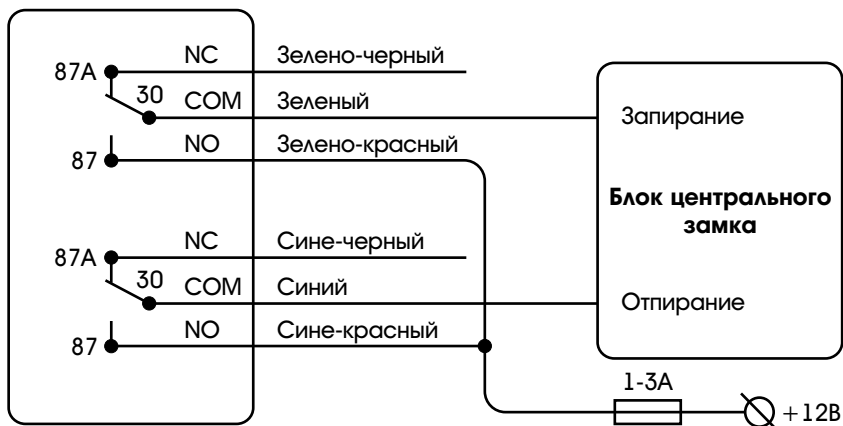 87A NC Зелено-черный
30 COM Зеленый
87 NO Зелено-красный
87A NC Сине-черный
30 COM Синий
87 NO Сине-красный
Запирание
Блок центрального
замка
Отпирание
1-3А
+12В